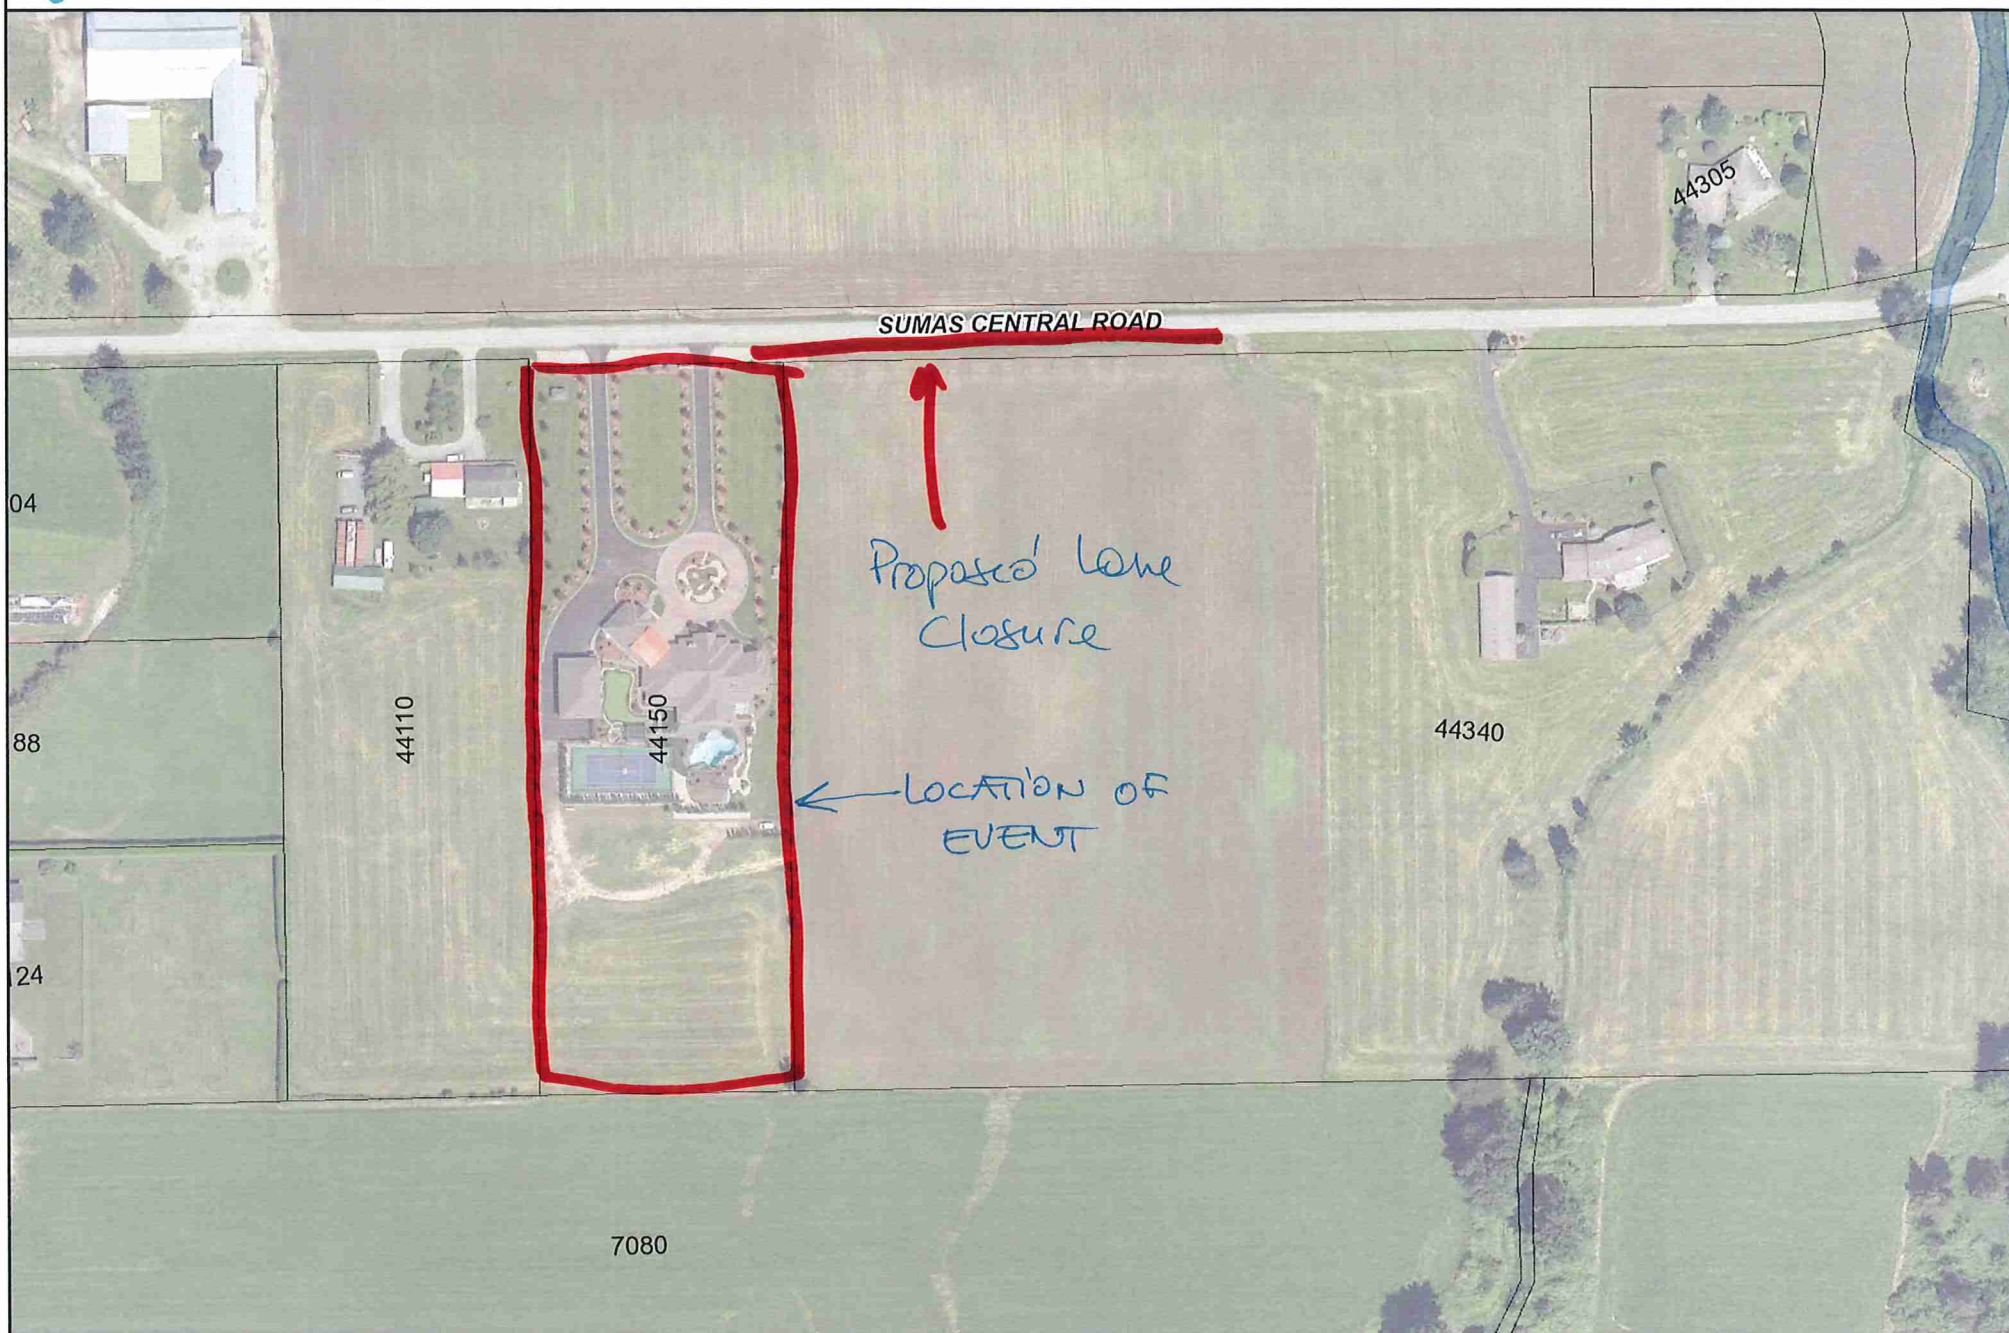 44305
SUMAS CENTRAL ROAD
04
Proposed Lane
Closure
44110
44150
88
44340
LOCATION OF
EVENT
124
7080